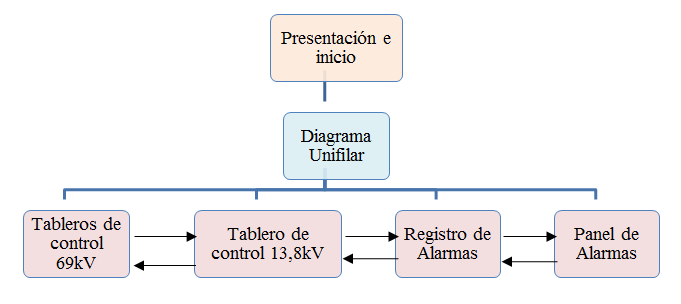 Presentación e
inicio
Diagrama
Unifilar
Tableros de
control
69kV
Tablero de
control 13,8kV
Registro de
Alarmas
Panel de
Alarmas